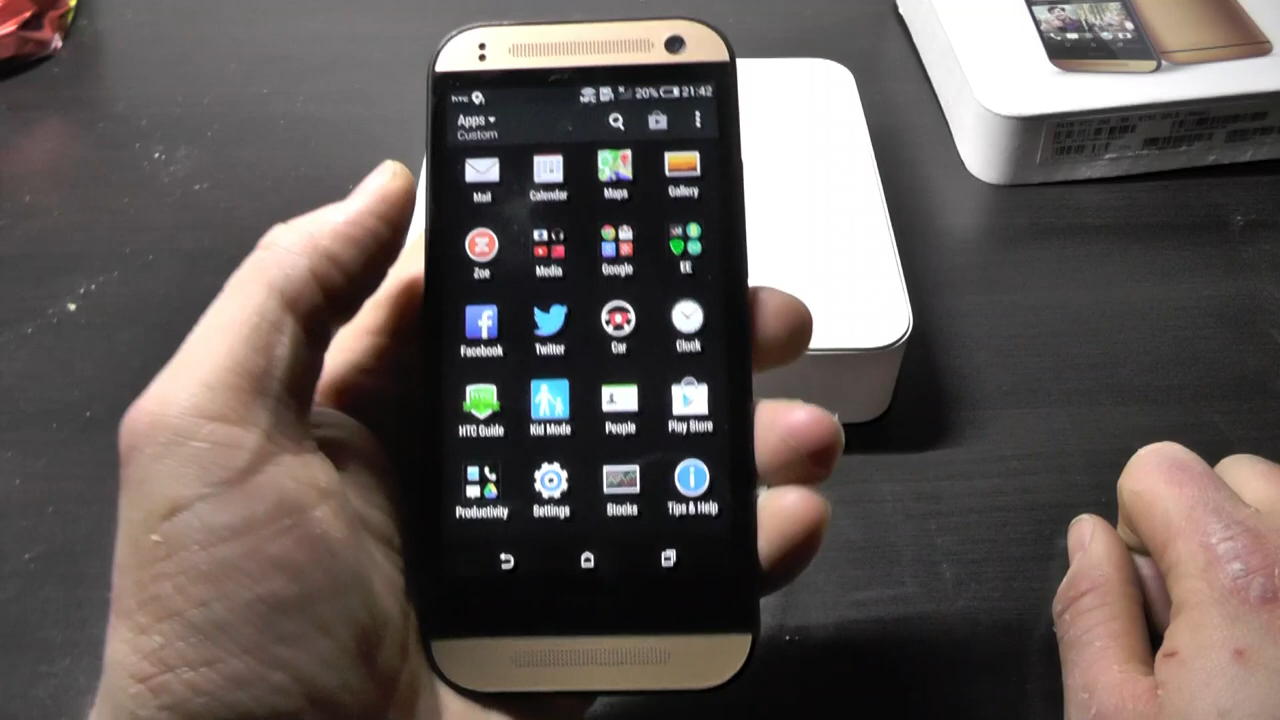 htc NFC 20% 21:42
Apps
Custom
Mail Calendar Maps Gallery
Zoe Media Google EE
Facebook Twitter Car Clock
HTC Guide Kid Mode People Play Store
Productivity Settings Stocks Tips & Help